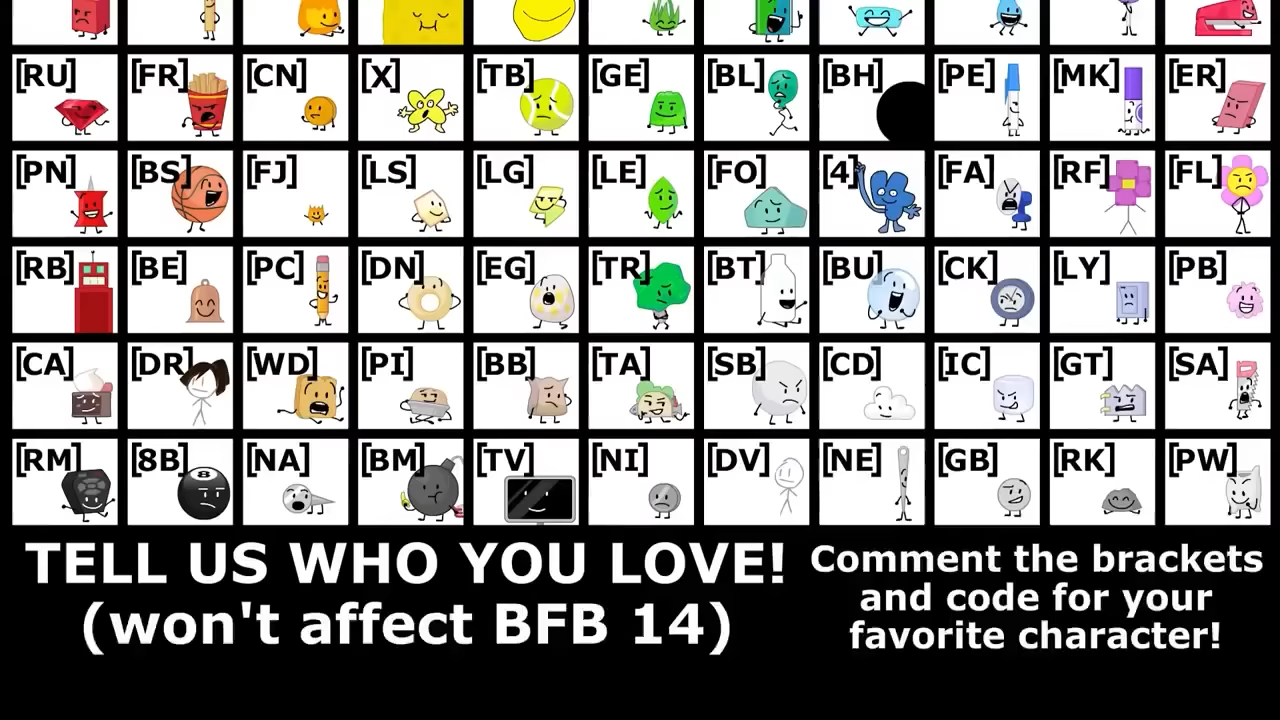 [RU] [FR] [CN] [X] [TB] [GE] [BL] [BH] [PE] [MK] [ER]
[PN] [BS] [FJ] [LS] [LG] [LE] [FO] [4] [FA] [RF] [FL]
[RB] [BE] [PC] [DN] [EG] [TR] [BT] [BU] [CK] [LY] [PB]
[CA] [DR] [WD] [PI] [BB] [TA] [SB] [CD] [IC] [GT] [SA]
[RM] [8B] [NA] [BM] [TV] [NI] [DV] [NE] [GB] [RK] [PW]
8
TELL US WHO YOU LOVE!
(won't affect BFB 14)
Comment the brackets
and code for your
favorite character!